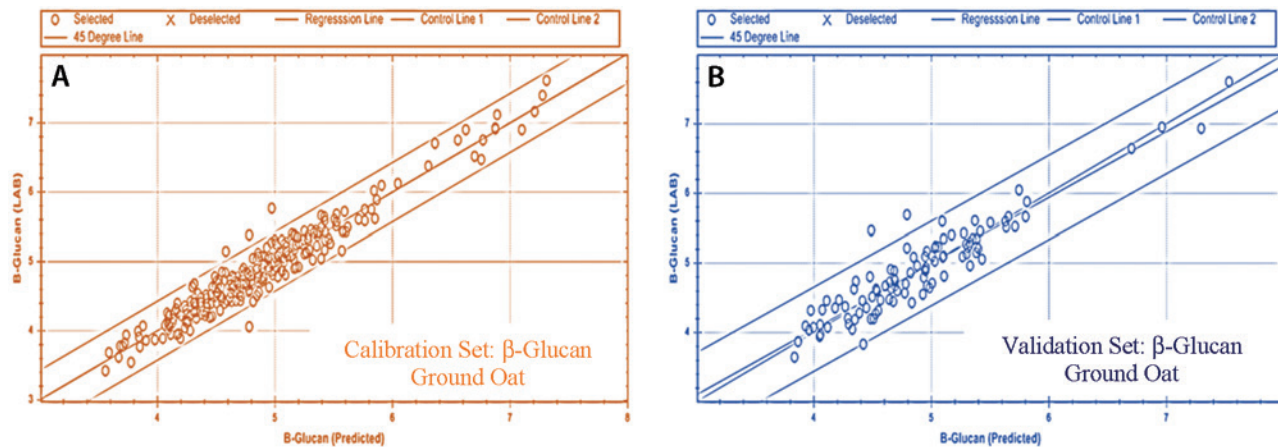 Selected Deselected Regresssion Line Control Line 1 Control Line 2
45 Degree Line
A
B-Glucan (LAB)
7
6
5
4
3
4 5 6 7 8
B-Glucan (Predicted)
Calibration Set: β-Glucan
Ground Oat
Selected Deselected Regresssion Line Control Line 1 Control Line 2
45 Degree Line
B
B-Glucan (LAB)
7
6
5
4
4 5 6 7
B-Glucan (Predicted)
Validation Set: β-Glucan
Ground Oat